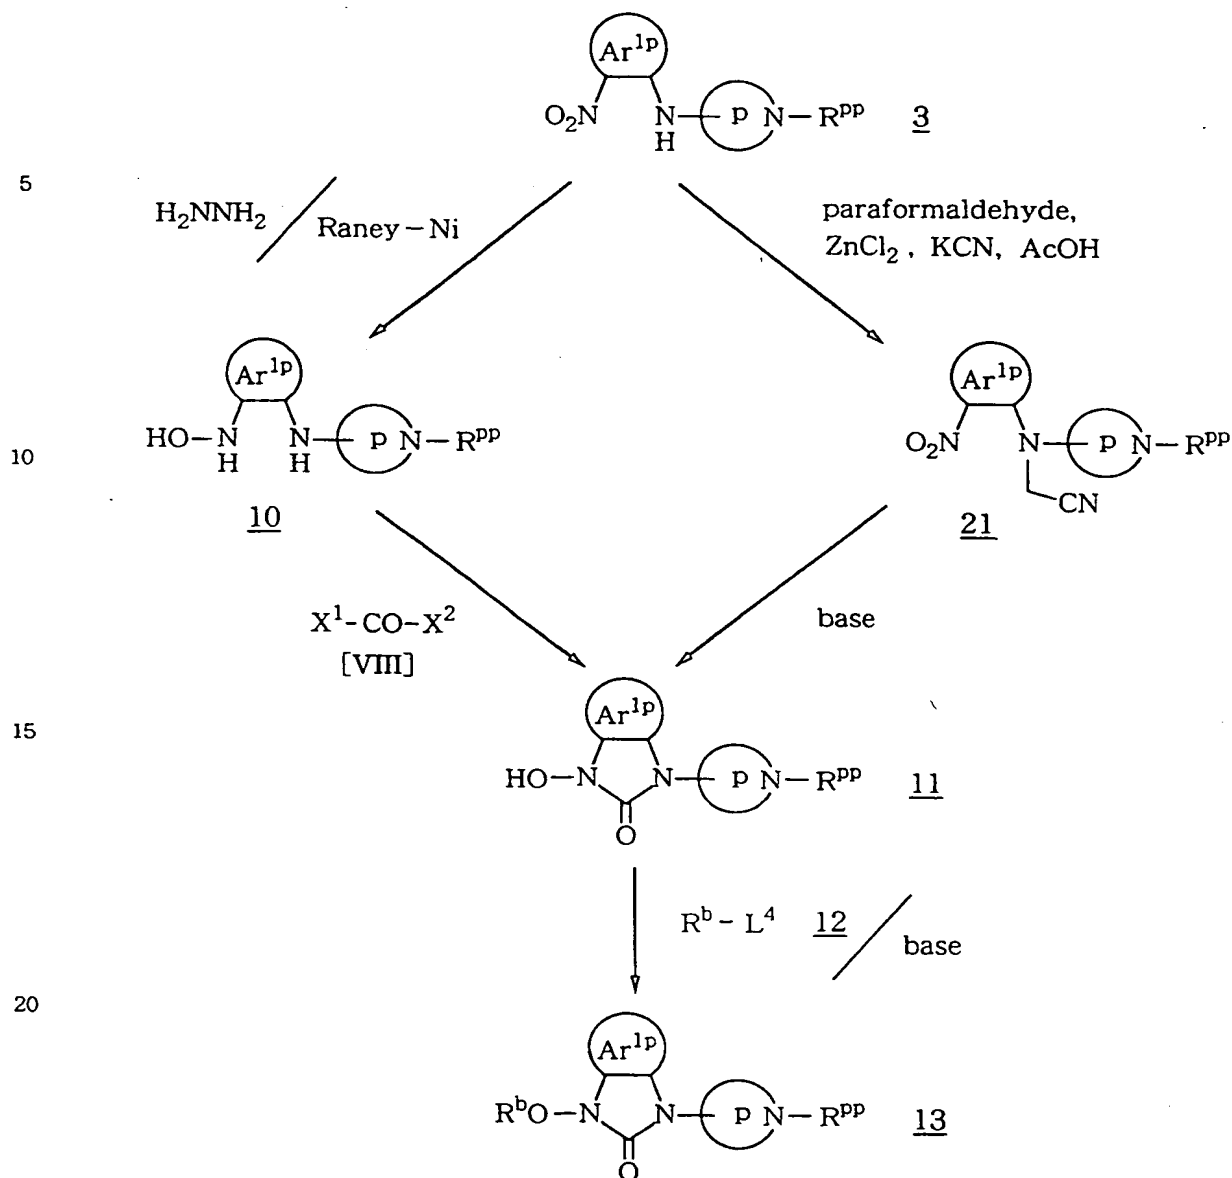 Ar¹ᵖ
O₂N N H p N–Rᵖᵖ 3
5
H₂NNH₂ / Raney–Ni
paraformaldehyde,
ZnCl₂, KCN, AcOH
Ar¹ᵖ
HO–N H N H p N–Rᵖᵖ
10
Ar¹ᵖ
O₂N N p N–Rᵖᵖ
CN
10
21
X¹–CO–X²
[VIII]
base
Ar¹ᵖ
15
HO–N N p N–Rᵖᵖ 11
O
Rᵇ–L⁴ 12 / base
20
Ar¹ᵖ
RᵇO–N N p N–Rᵖᵖ 13
O